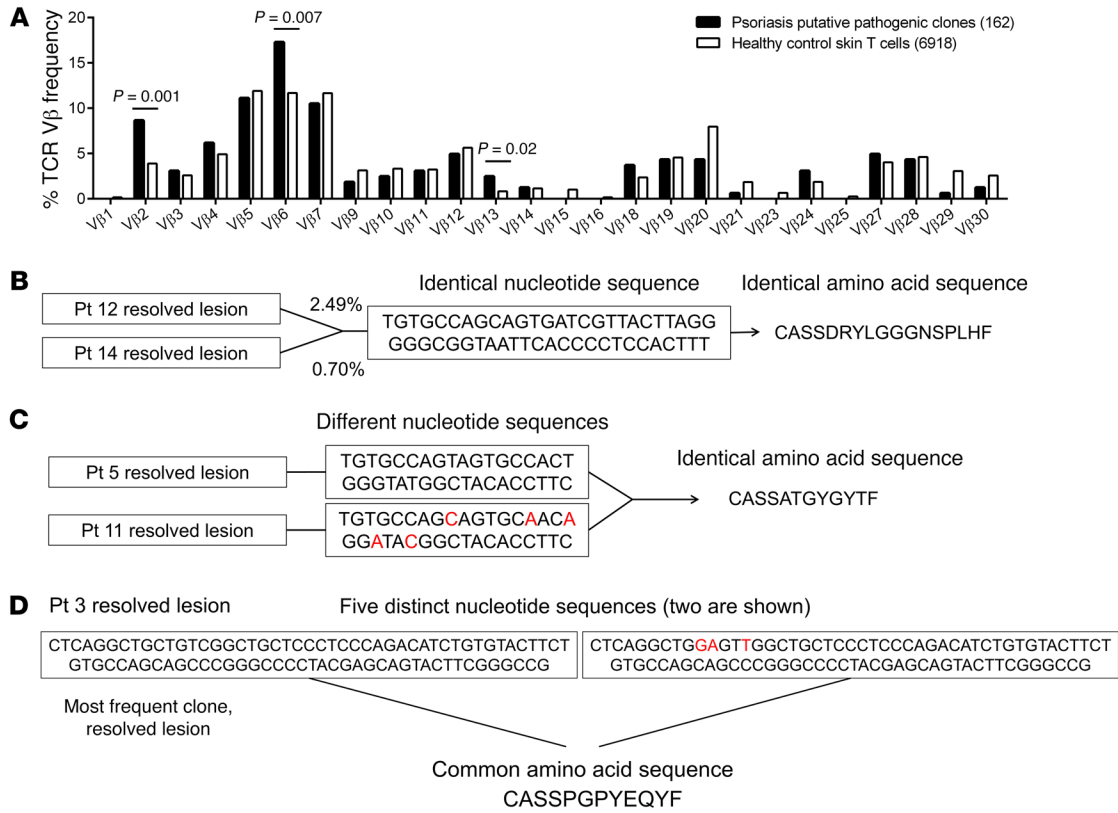 A
% TCR Vβ frequency
20
15
10
5
0
P = 0.001
P = 0.007
P = 0.02
Psoriasis putative pathogenic clones (162)
Healthy control skin T cells (6918)
Vβ1
Vβ2
Vβ3
Vβ4
Vβ5
Vβ6
Vβ7
Vβ9
Vβ10
Vβ11
Vβ12
Vβ13
Vβ14
Vβ15
Vβ16
Vβ18
Vβ19
Vβ20
Vβ21
Vβ23
Vβ24
Vβ25
Vβ27
Vβ28
Vβ29
Vβ30
B
Identical nucleotide sequence
Identical amino acid sequence
Pt 12 resolved lesion
2.49%
Pt 14 resolved lesion
0.70%
TGTGCCAGCAGTGATCGTTACTTAGG
GGGCGGTAATTCACCCCTCCACTTT
CASSDRYLGGGNSPLHF
C
Different nucleotide sequences
Identical amino acid sequence
Pt 5 resolved lesion
TGTGCCAGTAGTGCCACT
GGGTATGGCTACACCTTC
Pt 11 resolved lesion
TGTGCCAGCAGTGCAACA
GGATACGGCTACACCTTC
CASSATGYGYTF
D
Pt 3 resolved lesion
Five distinct nucleotide sequences (two are shown)
CTCAGGCTGCTGTCGGCTGCTCCCTCCCAGACATCTGTGTACTTCT
GTGCCAGCAGCCCGGGCCCCTACGAGCAGTACTTCGGGCCG
CTCAGGCTGGAGTTGGCTGCTCCCTCCCAGACATCTGTGTACTTCT
GTGCCAGCAGCCCGGGCCCCTACGAGCAGTACTTCGGGCCG
Most frequent clone,
resolved lesion
Common amino acid sequence
CASSPGPYEQYF